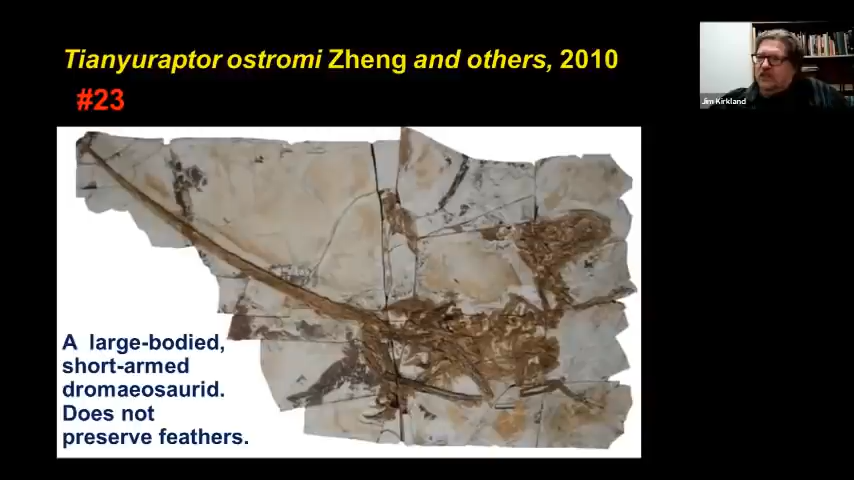 Tianyuraptor ostromi Zheng and others, 2010
#23
Jim Kirkland
A large-bodied,
short-armed
dromaeosaurid.
Does not
preserve feathers.